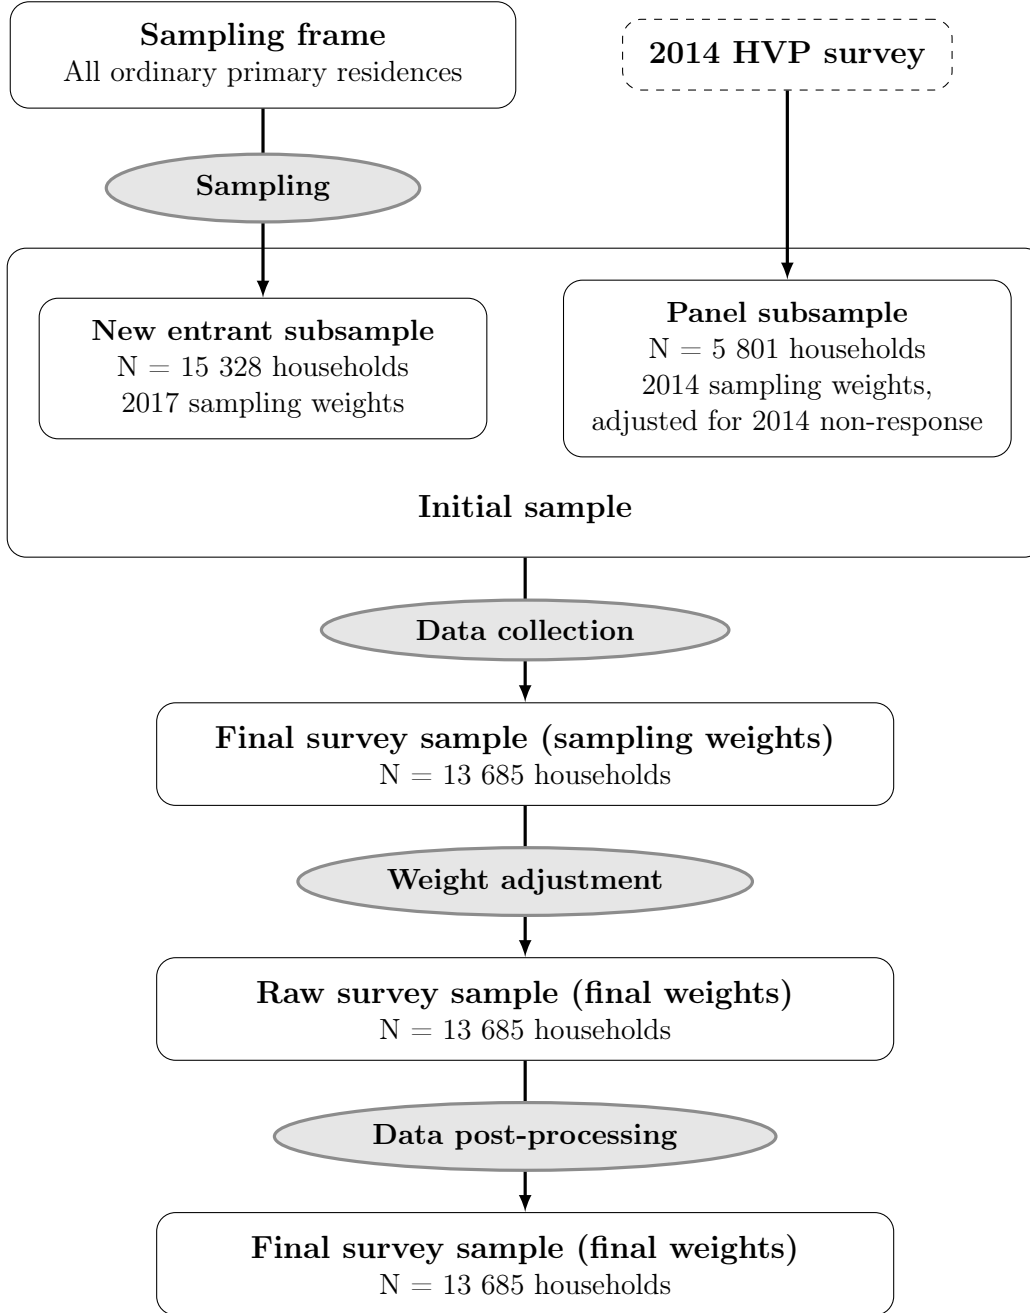 Sampling frame
All ordinary primary residences
2014 HVP survey
Sampling
New entrant subsample
N = 15 328 households
2017 sampling weights
Panel subsample
N = 5 801 households
2014 sampling weights,
adjusted for 2014 non-response
Initial sample
Data collection
Final survey sample (sampling weights)
N = 13 685 households
Weight adjustment
Raw survey sample (final weights)
N = 13 685 households
Data post-processing
Final survey sample (final weights)
N = 13 685 households